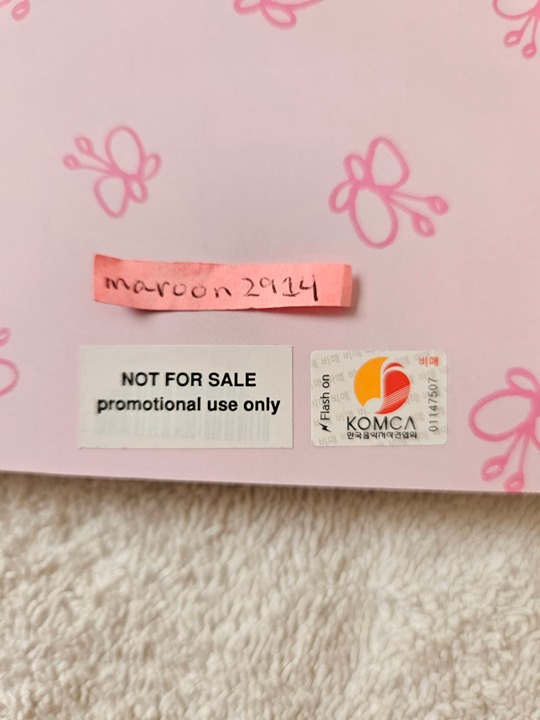 maroon2914
NOT FOR SALE
promotional use only
Flash on
비매
KOMCA
한국음악저작권협회
01147507